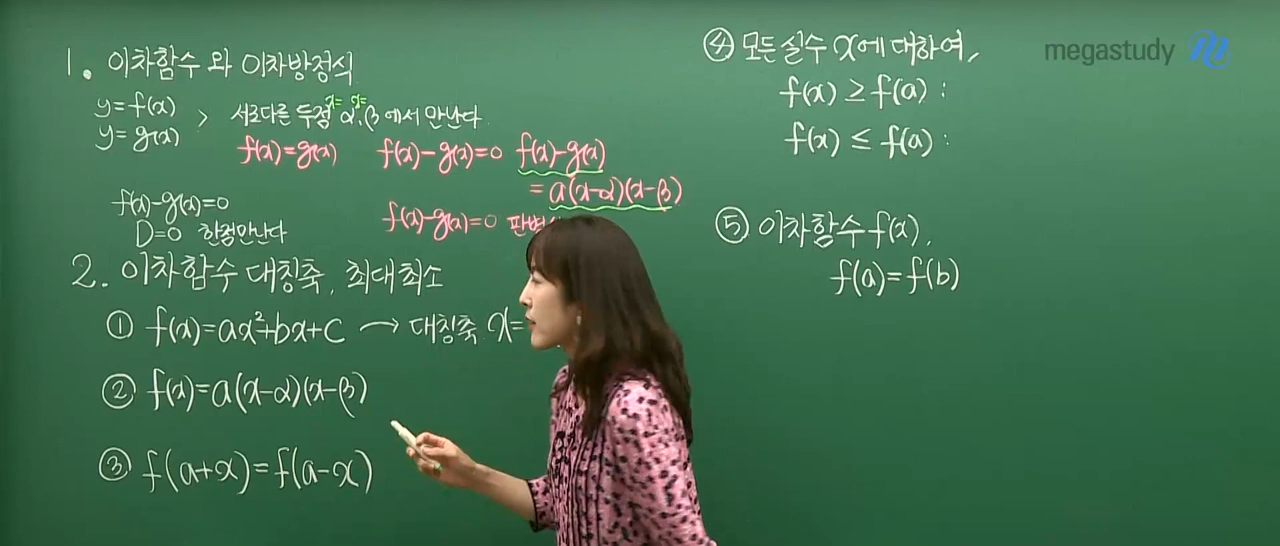 1. 이차함수 와 이차방정식
y=f(x)
y=g(x) > 서로다른 두점 α, β 에서 만난다.
x= x=
f(x)=g(x) f(x)-g(x)=0 f(x)-g(x)
=a(x-α)(x-β)
f(x)-g(x)=0
f(x)-g(x)=0 판별
D=0 한점만난다
2. 이차함수 대칭축, 최대최소
① f(x)=ax²+bx+c → 대칭축 x=
② f(x)=a(x-α)(x-β)
③ f(a+x)=f(a-x)
④ 모든 실수 x에 대하여,
f(x) ≥ f(a) :
f(x) ≤ f(a) :
⑤ 이차함수 f(x),
f(a)=f(b)
megastudy M